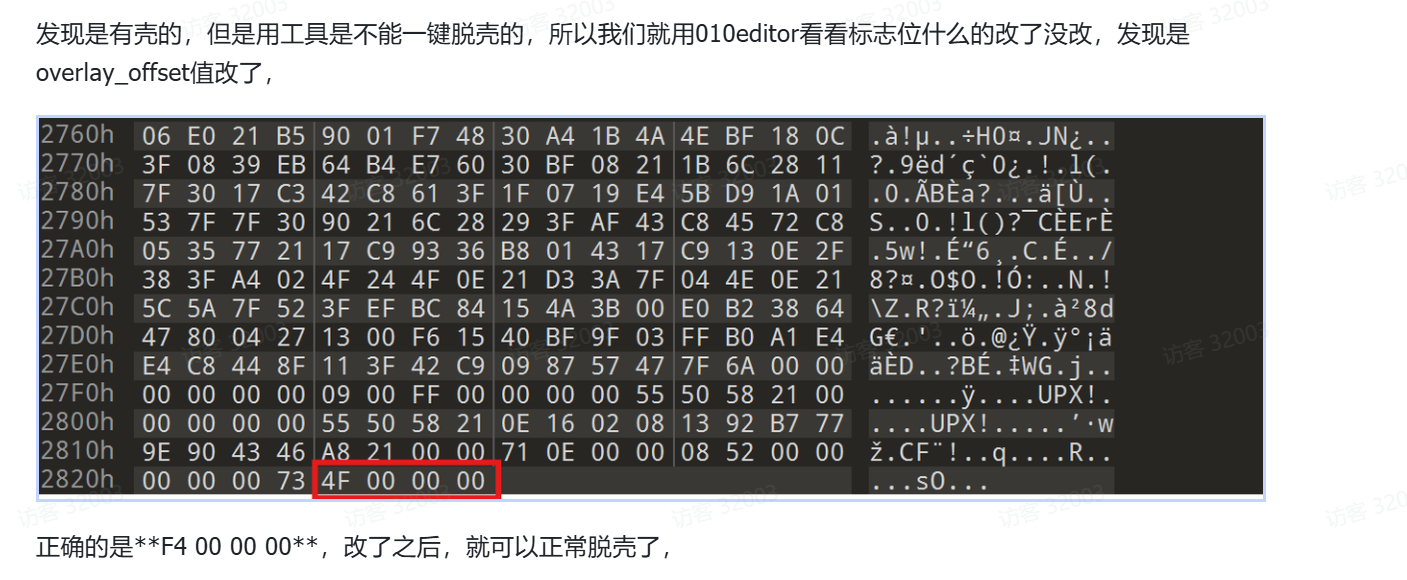 发现是有壳的，但是用工具是不能一键脱壳的，所以我们就用010editor看看标志位什么的改了没改，发现是
overlay_offset值改了，
2760h 06 E0 21 B5 90 01 F7 48 30 A4 1B 4A 4E BF 18 0C .à!µ..÷H0¤.JN¿..
2770h 3F 08 39 EB 64 B4 E7 60 30 BF 08 21 1B 6C 28 11 ?.9ëd´ç`0¿.!.l(.
2780h 7F 30 17 C3 42 C8 61 3F 1F 07 19 E4 5B D9 1A 01 .0.ÃBÈa?...ä[Ù..
2790h 53 7F 7F 30 90 21 6C 28 29 3F AF 43 C8 45 72 C8 S..0.!l()?¯CÈErÈ
27A0h 05 35 77 21 17 C9 93 36 B8 01 43 17 C9 13 0E 2F .5w!.É“6¸.C.É../
27B0h 38 3F A4 02 4F 24 4F 0E 21 D3 3A 7F 04 4E 0E 21 8?¤.O$O.!Ó:..N.!
27C0h 5C 5A 7F 52 3F EF BC 84 15 4A 3B 00 E0 B2 38 64 \Z.R?ï¼„.J;.à²8d
27D0h 47 80 04 27 13 00 F6 15 40 BF 9F 03 FF B0 A1 E4 G€.'..ö.@¿Ÿ.ÿ°¡ä
27E0h E4 C8 44 8F 11 3F 42 C9 09 87 57 47 7F 6A 00 00 äÈD..?BÉ.‡WG.j..
27F0h 00 00 00 00 09 00 FF 00 00 00 00 55 50 58 21 00 ......ÿ....UPX!.
2800h 00 00 00 00 55 50 58 21 0E 16 02 08 13 92 B7 77 ....UPX!.....’·w
2810h 9E 90 43 46 A8 21 00 00 71 0E 00 00 08 52 00 00 ž.CF¨!..q....R..
2820h 00 00 00 73 4F 00 00 00 ...sO...
正确的是**F4 00 00 00**，改了之后，就可以正常脱壳了，
访客 32003